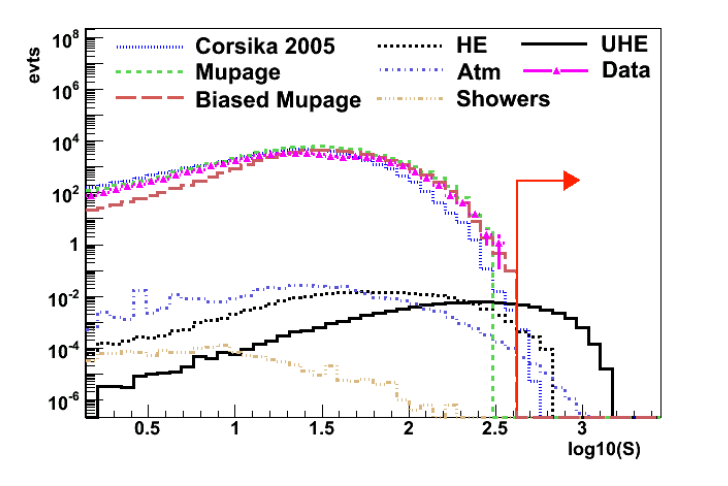 10^8
evts
10^6
10^4
10^2
1
10^-2
10^-4
10^-6
Corsika 2005 HE UHE
Mupage Atm Data
Biased Mupage Showers
0.5 1 1.5 2 2.5 3
log10(S)